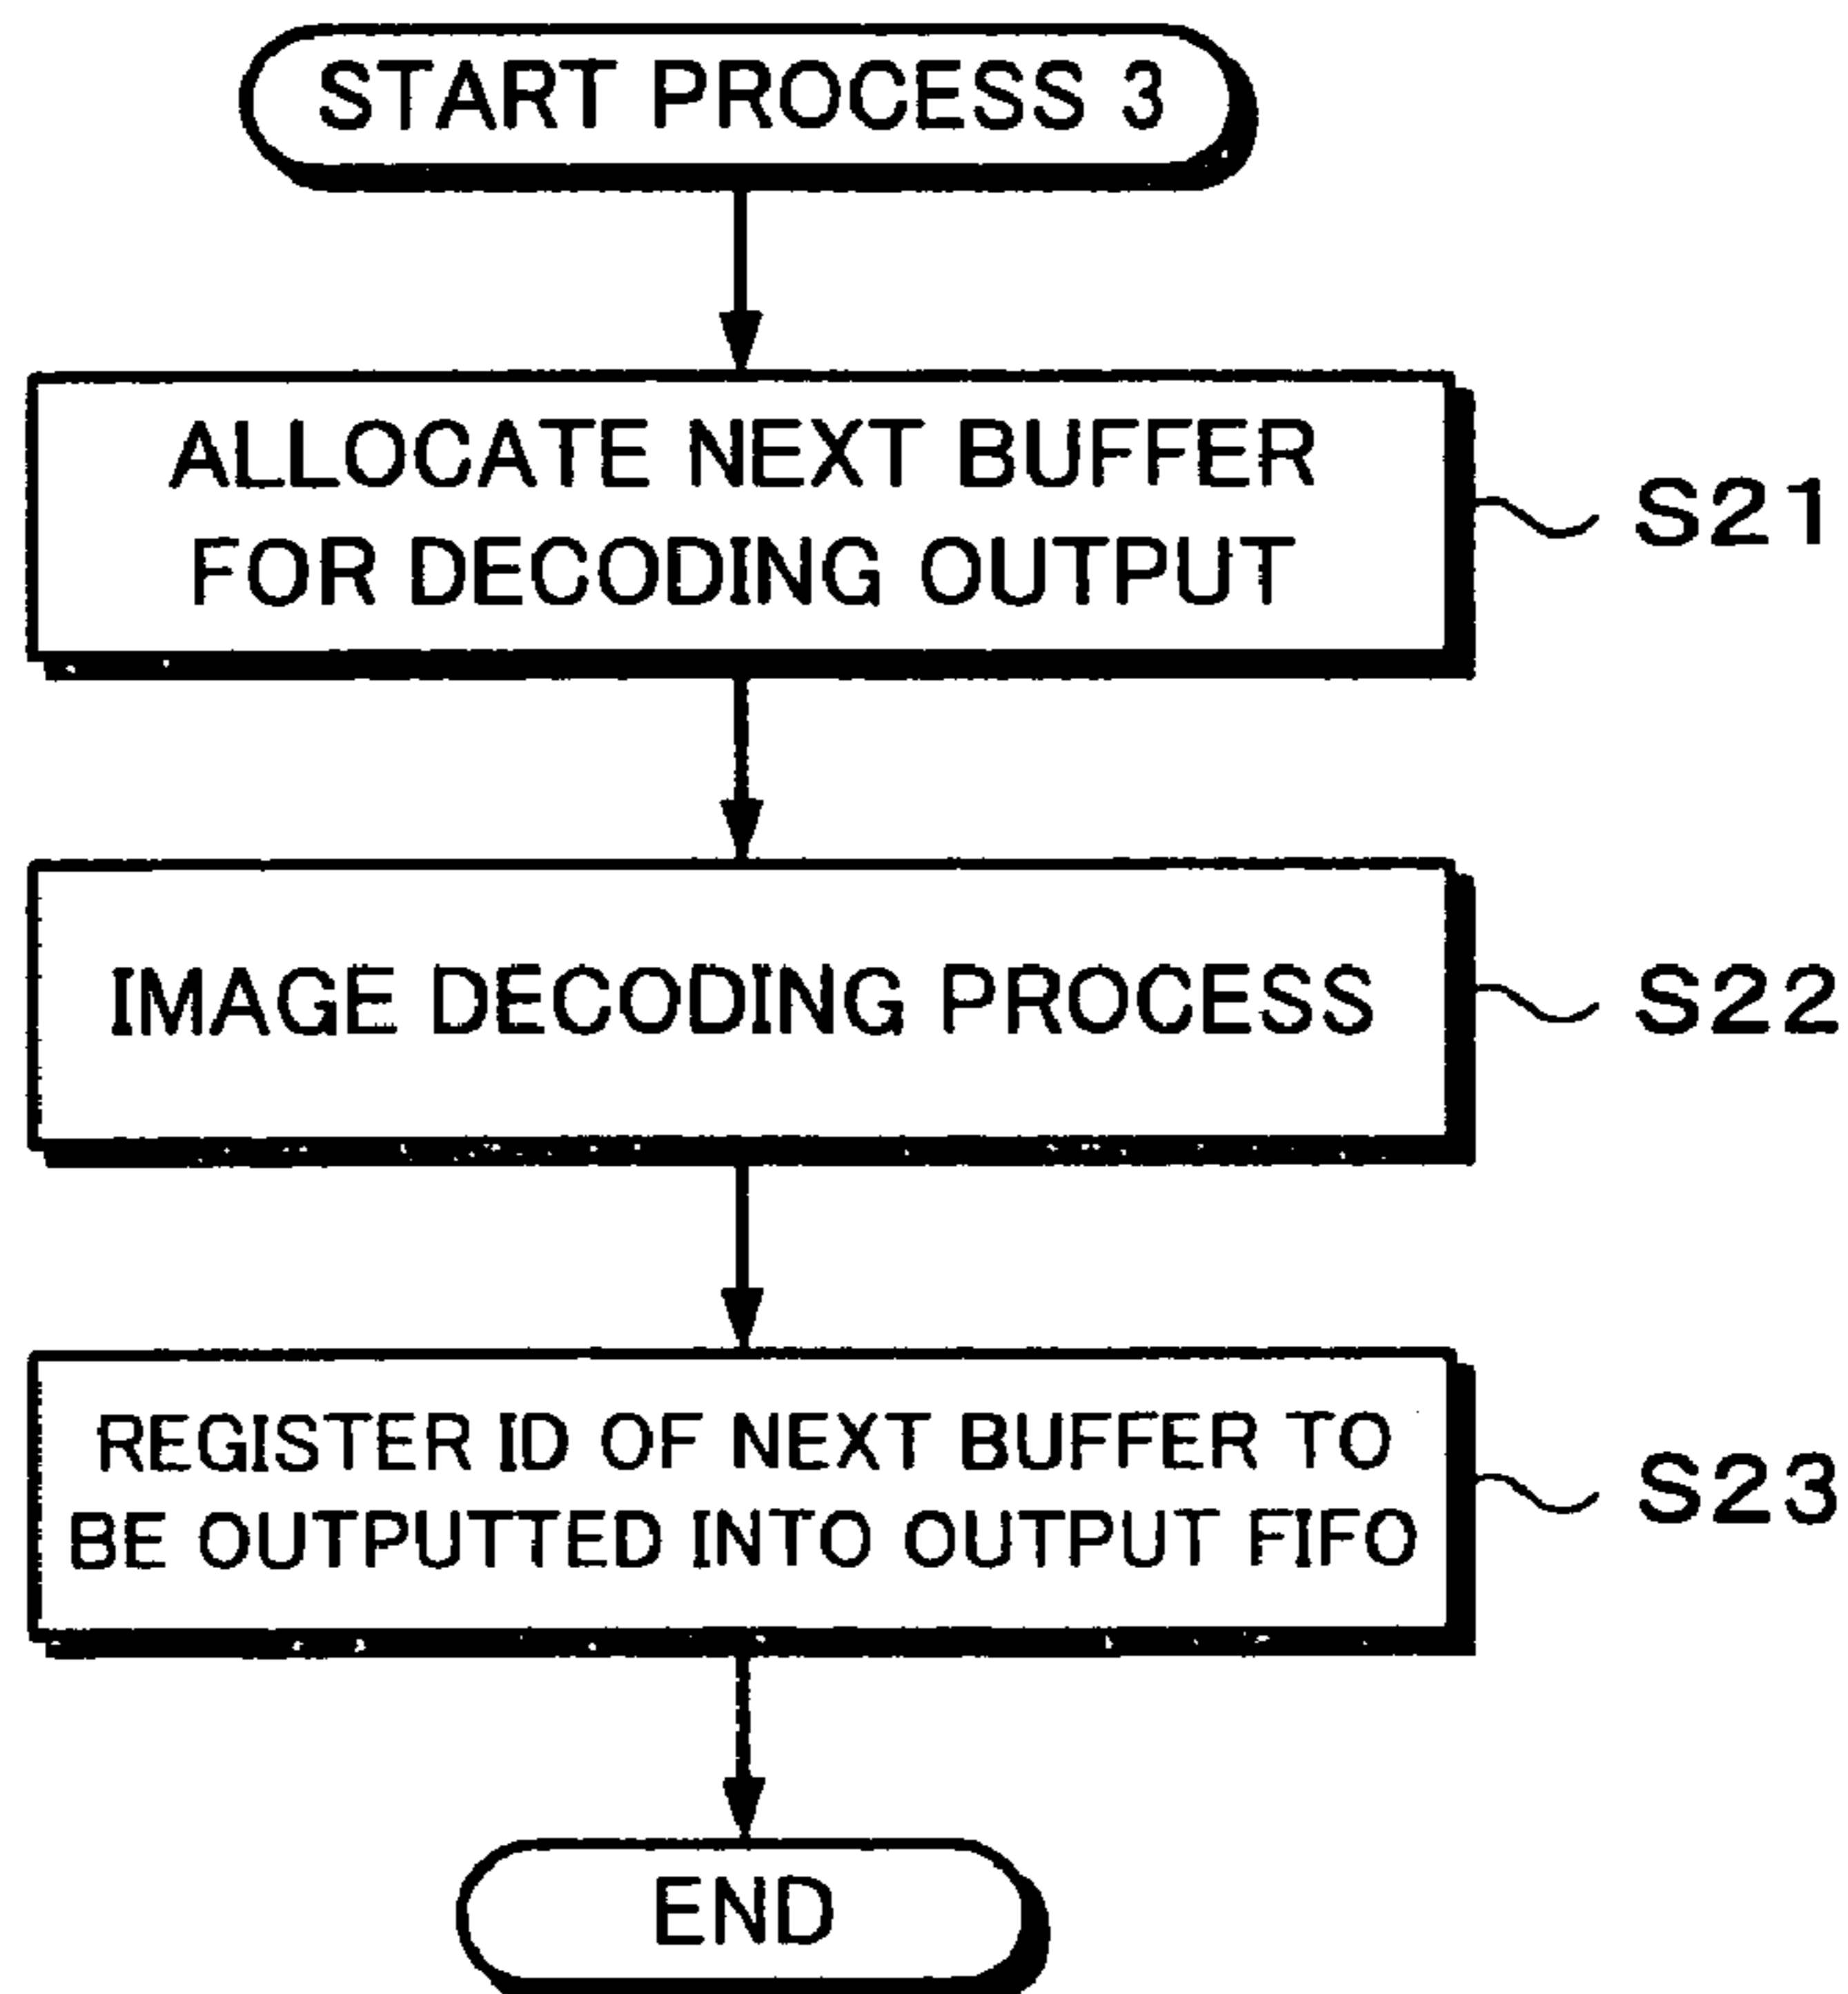 START PROCESS 3
ALLOCATE NEXT BUFFER
FOR DECODING OUTPUT
S21
IMAGE DECODING PROCESS
S22
REGISTER ID OF NEXT BUFFER TO
BE OUTPUTTED INTO OUTPUT FIFO
S23
END